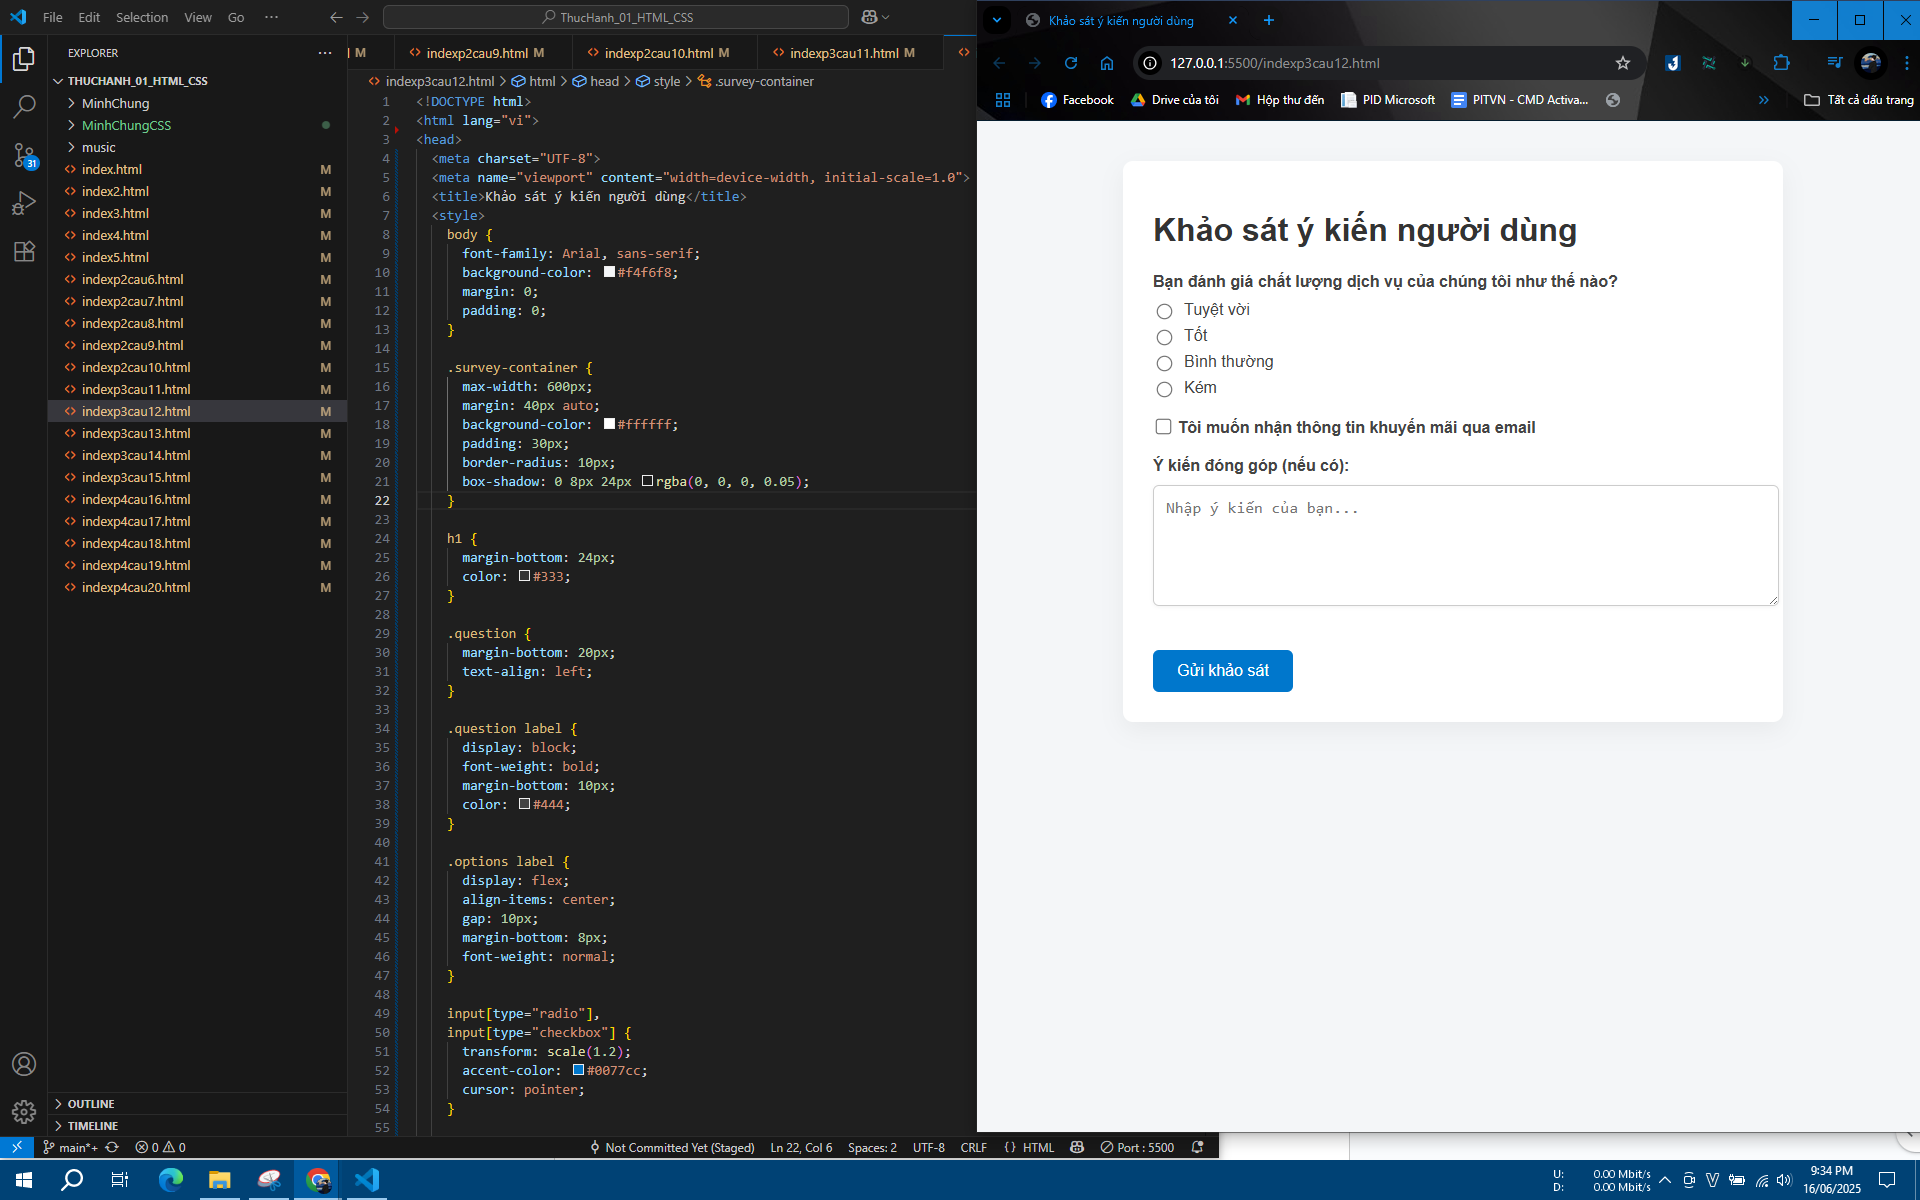 File Edit Selection View Go ··· ThucHanh_01_HTML_CSS
EXPLORER ···
THUCHANH_01_HTML_CSS
MinhChung
MinhChungCSS
music
index.html M
index2.html M
index3.html M
index4.html M
index5.html M
indexp2cau6.html M
indexp2cau7.html M
indexp2cau8.html M
indexp2cau9.html M
indexp2cau10.html M
indexp3cau11.html M
indexp3cau12.html M
indexp3cau13.html M
indexp3cau14.html M
indexp3cau15.html M
indexp4cau16.html M
indexp4cau17.html M
indexp4cau18.html M
indexp4cau19.html M
indexp4cau20.html M
OUTLINE
TIMELINE
31
M indexp2cau9.html M indexp2cau10.html M indexp3cau11.html M
indexp3cau12.html > html > head > style > .survey-container
1 <!DOCTYPE html>
2 <html lang="vi">
3 <head>
4 <meta charset="UTF-8">
5 <meta name="viewport" content="width=device-width, initial-scale=1.0">
6 <title>Khảo sát ý kiến người dùng</title>
7 <style>
8 body {
9 font-family: Arial, sans-serif;
10 background-color: #f4f6f8;
11 margin: 0;
12 padding: 0;
13 }
14
15 .survey-container {
16 max-width: 600px;
17 margin: 40px auto;
18 background-color: #ffffff;
19 padding: 30px;
20 border-radius: 10px;
21 box-shadow: 0 8px 24px rgba(0, 0, 0, 0.05);
22 }
23
24 h1 {
25 margin-bottom: 24px;
26 color: #333;
27 }
28
29 .question {
30 margin-bottom: 20px;
31 text-align: left;
32 }
33
34 .question label {
35 display: block;
36 font-weight: bold;
37 margin-bottom: 10px;
38 color: #444;
39 }
40
41 .options label {
42 display: flex;
43 align-items: center;
44 gap: 10px;
45 margin-bottom: 8px;
46 font-weight: normal;
47 }
48
49 input[type="radio"],
50 input[type="checkbox"] {
51 transform: scale(1.2);
52 accent-color: #0077cc;
53 cursor: pointer;
54 }
55
main*+ 0 0 Not Committed Yet (Staged) Ln 22, Col 6 Spaces: 2 UTF-8 CRLF {} HTML Port : 5500
Khảo sát ý kiến người dùng
127.0.0.1:5500/indexp3cau12.html
Facebook Drive của tôi Hộp thư đến PID Microsoft PITVN - CMD Activa... Tất cả dấu trang
Khảo sát ý kiến người dùng
Bạn đánh giá chất lượng dịch vụ của chúng tôi như thế nào?
Tuyệt vời
Tốt
Bình thường
Kém
Tôi muốn nhận thông tin khuyến mãi qua email
Ý kiến đóng góp (nếu có):
Nhập ý kiến của bạn...
Gửi khảo sát
U: 0.00 Mbit/s
D: 0.00 Mbit/s
9:34 PM
16/06/2025